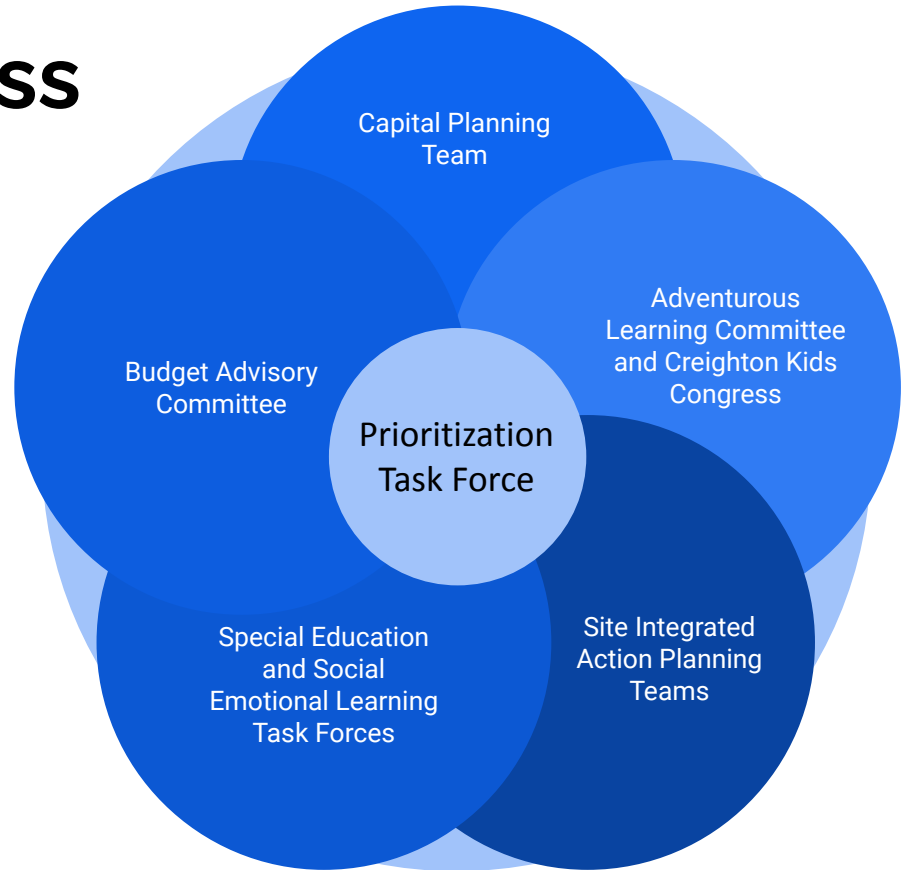 ss
Capital Planning
Team
Adventurous
Learning Committee
and Creighton Kids
Congress
Budget Advisory
Committee
Prioritization
Task Force
Site Integrated
Action Planning
Teams
Special Education
and Social
Emotional Learning
Task Forces